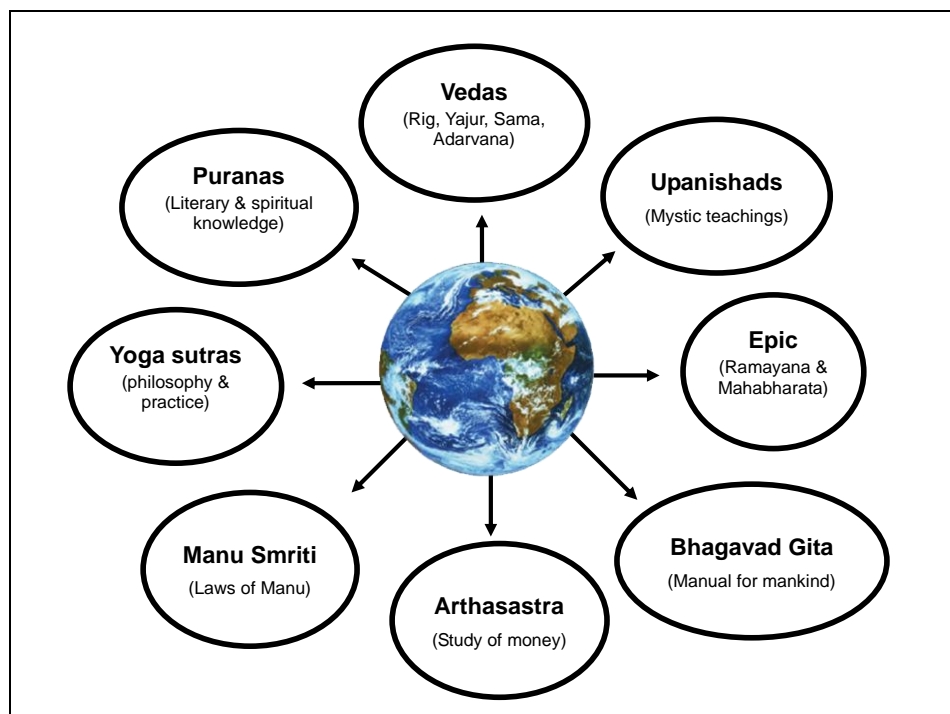 Vedas
(Rig, Yajur, Sama,
Adarvana)
Upanishads
(Mystic teachings)
Epic
(Ramayana &
Mahabharata)
Bhagavad Gita
(Manual for mankind)
Arthasastra
(Study of money)
Manu Smriti
(Laws of Manu)
Yoga sutras
(philosophy &
practice)
Puranas
(Literary & spiritual
knowledge)